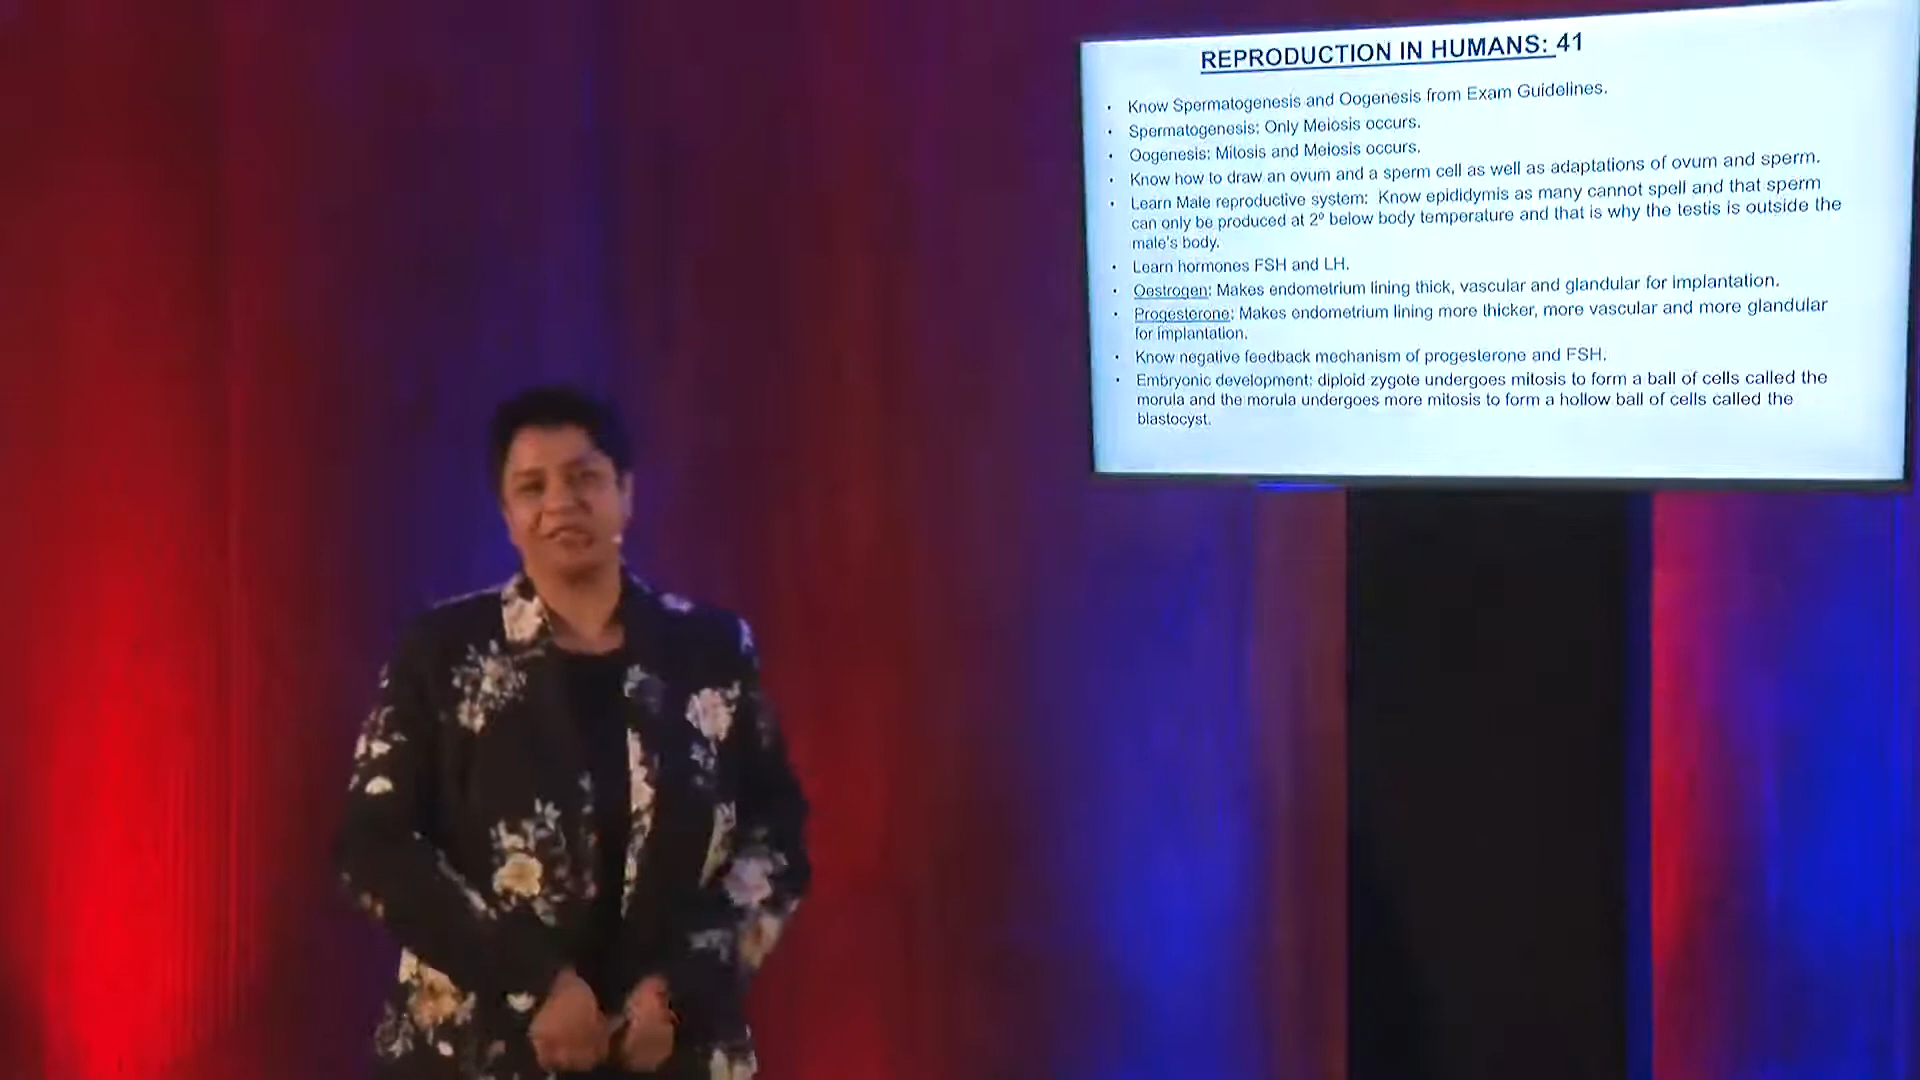 REPRODUCTION IN HUMANS: 41
• Know Spermatogenesis and Oogenesis from Exam Guidelines.
• Spermatogenesis: Only Meiosis occurs.
• Oogenesis: Mitosis and Meiosis occurs.
• Know how to draw an ovum and a sperm cell as well as adaptations of ovum and sperm.
• Learn Male reproductive system: Know epididymis as many cannot spell and that sperm
can only be produced at 2º below body temperature and that is why the testis is outside the
male's body.
• Learn hormones FSH and LH.
• Oestrogen: Makes endometrium lining thick, vascular and glandular for implantation.
• Progesterone: Makes endometrium lining more thicker, more vascular and more glandular
for implantation.
• Know negative feedback mechanism of progesterone and FSH.
• Embryonic development: diploid zygote undergoes mitosis to form a ball of cells called the
morula and the morula undergoes more mitosis to form a hollow ball of cells called the
blastocyst.